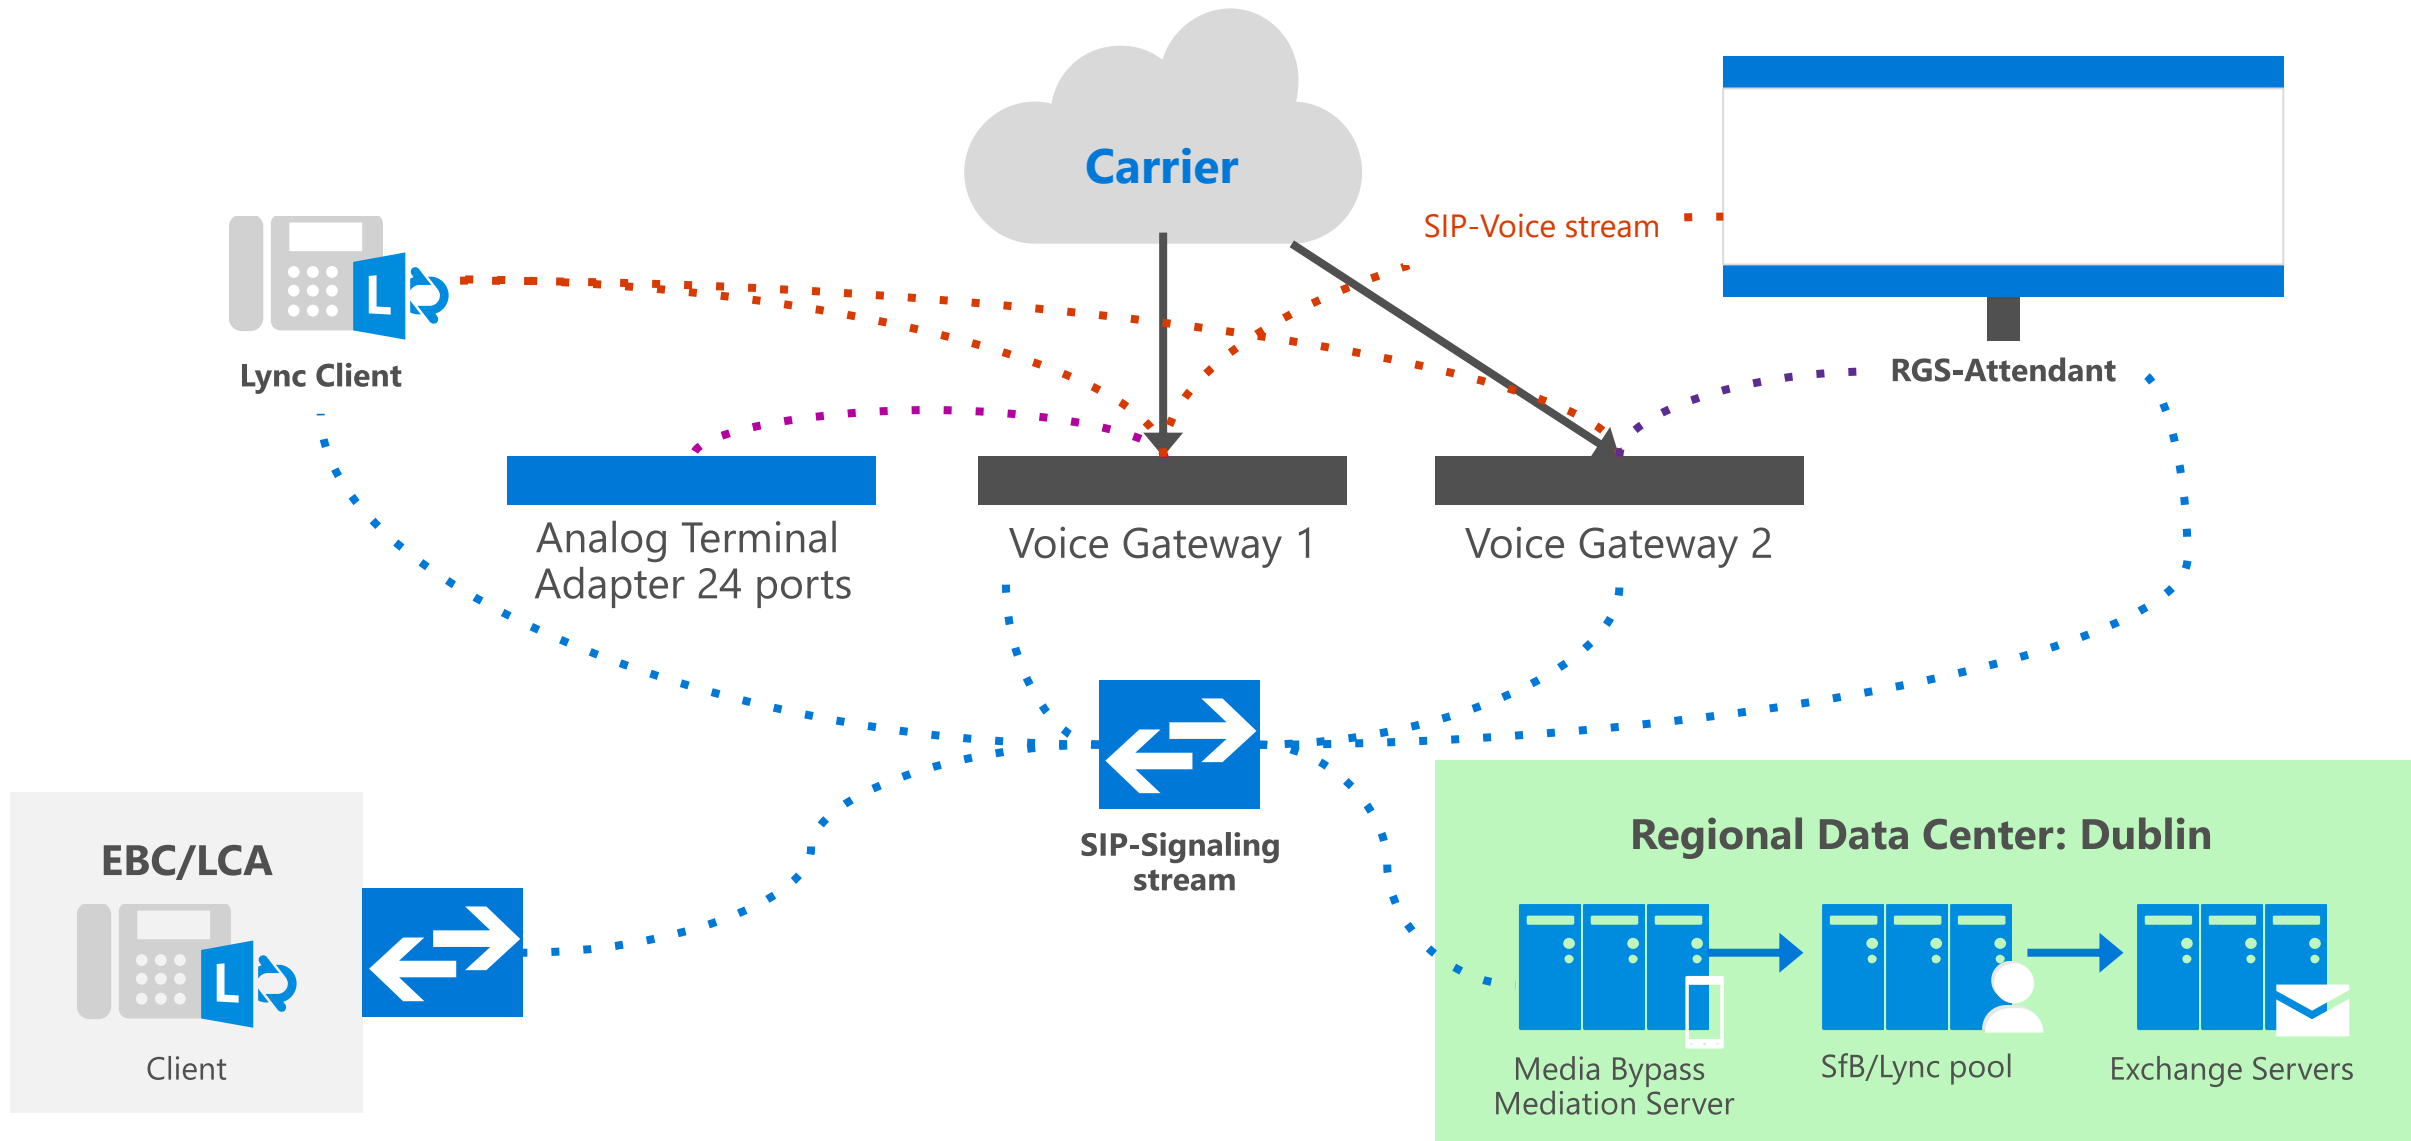 Carrier
SIP-Voice stream
Lync Client
RGS-Attendant
Analog Terminal
Adapter 24 ports
Voice Gateway 1
Voice Gateway 2
SIP-Signaling
stream
EBC/LCA
Client
Regional Data Center: Dublin
Media Bypass
Mediation Server
SfB/Lync pool
Exchange Servers